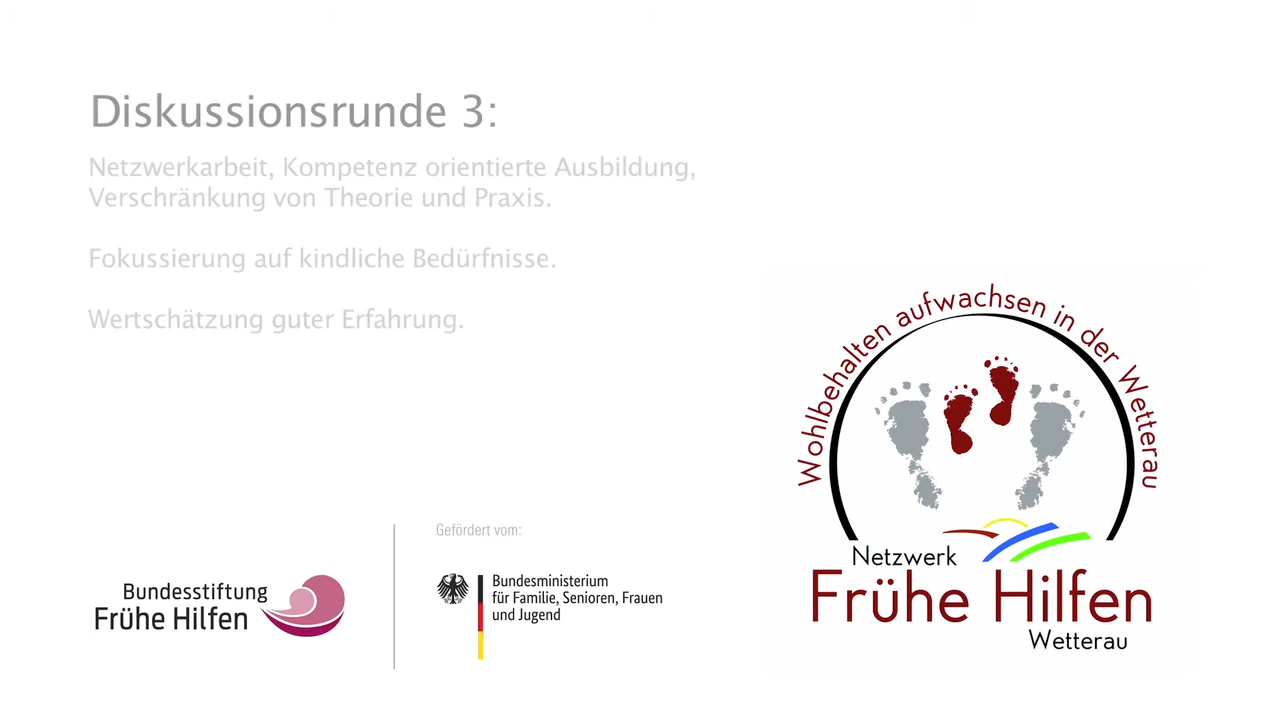 Diskussionsrunde 3:
Netzwerkarbeit, Kompetenz orientierte Ausbildung,
Verschränkung von Theorie und Praxis.
Fokussierung auf kindliche Bedürfnisse.
Wertschätzung guter Erfahrung.
Wohlbehalten aufwachsen in der Wetterau
Netzwerk
Frühe Hilfen
Wetterau
Bundesstiftung
Frühe Hilfen
Gefördert vom:
Bundesministerium
für Familie, Senioren, Frauen
und Jugend